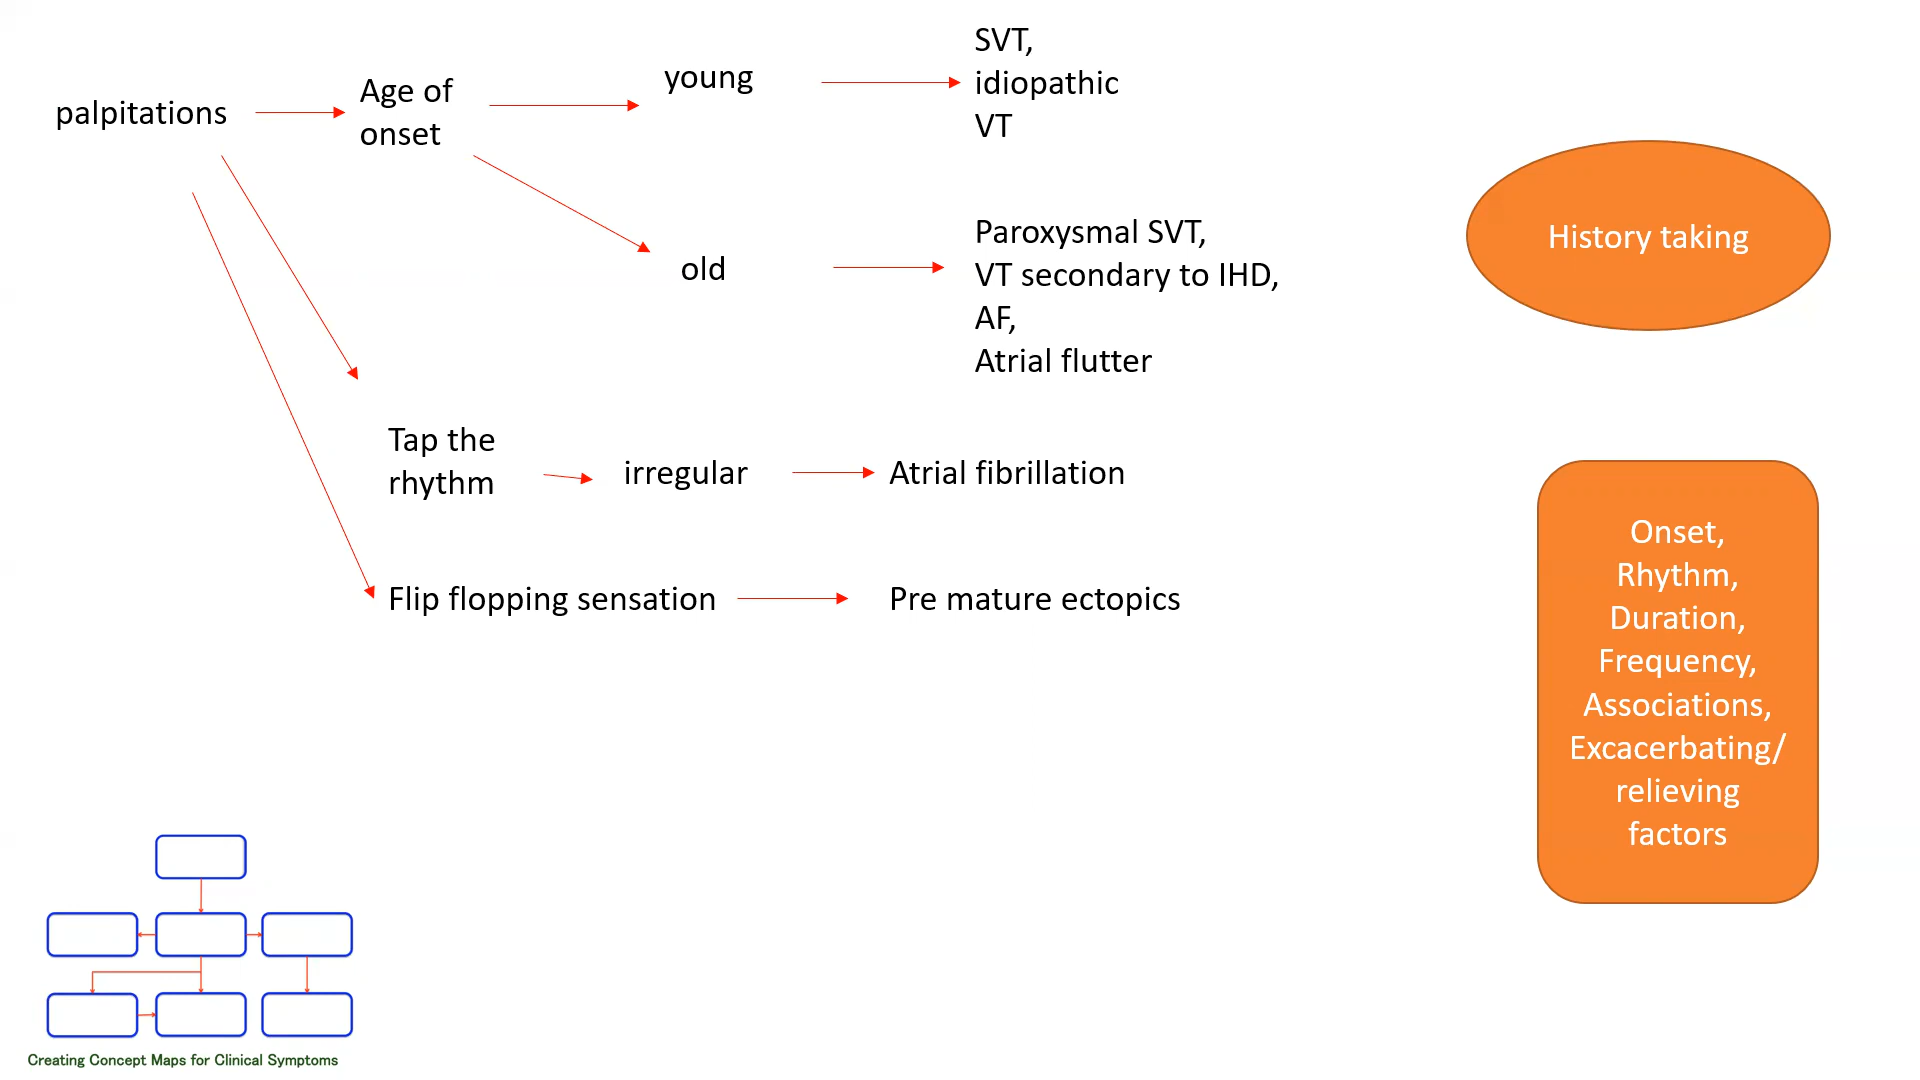 palpitations
Age of
onset
young
SVT,
idiopathic
VT
old
Paroxysmal SVT,
VT secondary to IHD,
AF,
Atrial flutter
Tap the
rhythm
irregular
Atrial fibrillation
Flip flopping sensation
Pre mature ectopics
History taking
Onset,
Rhythm,
Duration,
Frequency,
Associations,
Excacerbating/
relieving
factors
Creating Concept Maps for Clinical Symptoms